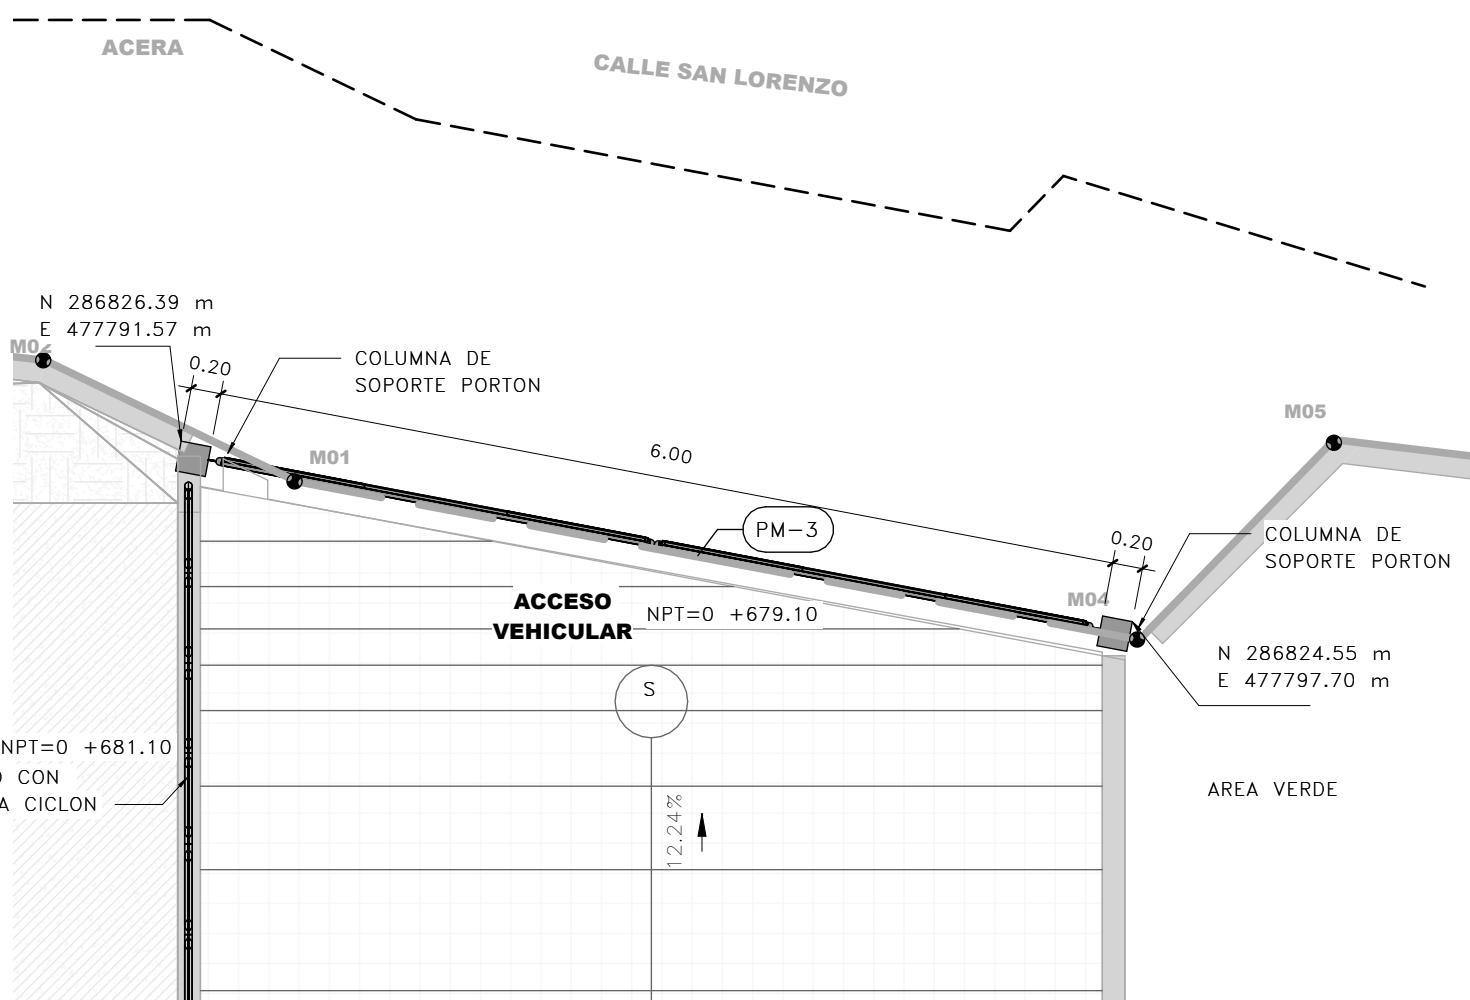 ACERA
CALLE SAN LORENZO
N 286826.39 m
E 477791.57 m
M02
0.20
COLUMNA DE
SOPORTE PORTON
M05
6.00
M01
PM-3
0.20
COLUMNA DE
SOPORTE PORTON
M04
ACCESO
VEHICULAR
NPT=0 +679.10
N 286824.55 m
E 477797.70 m
S
NPT=0 +681.10
CON
A CICLON
12.24%
AREA VERDE